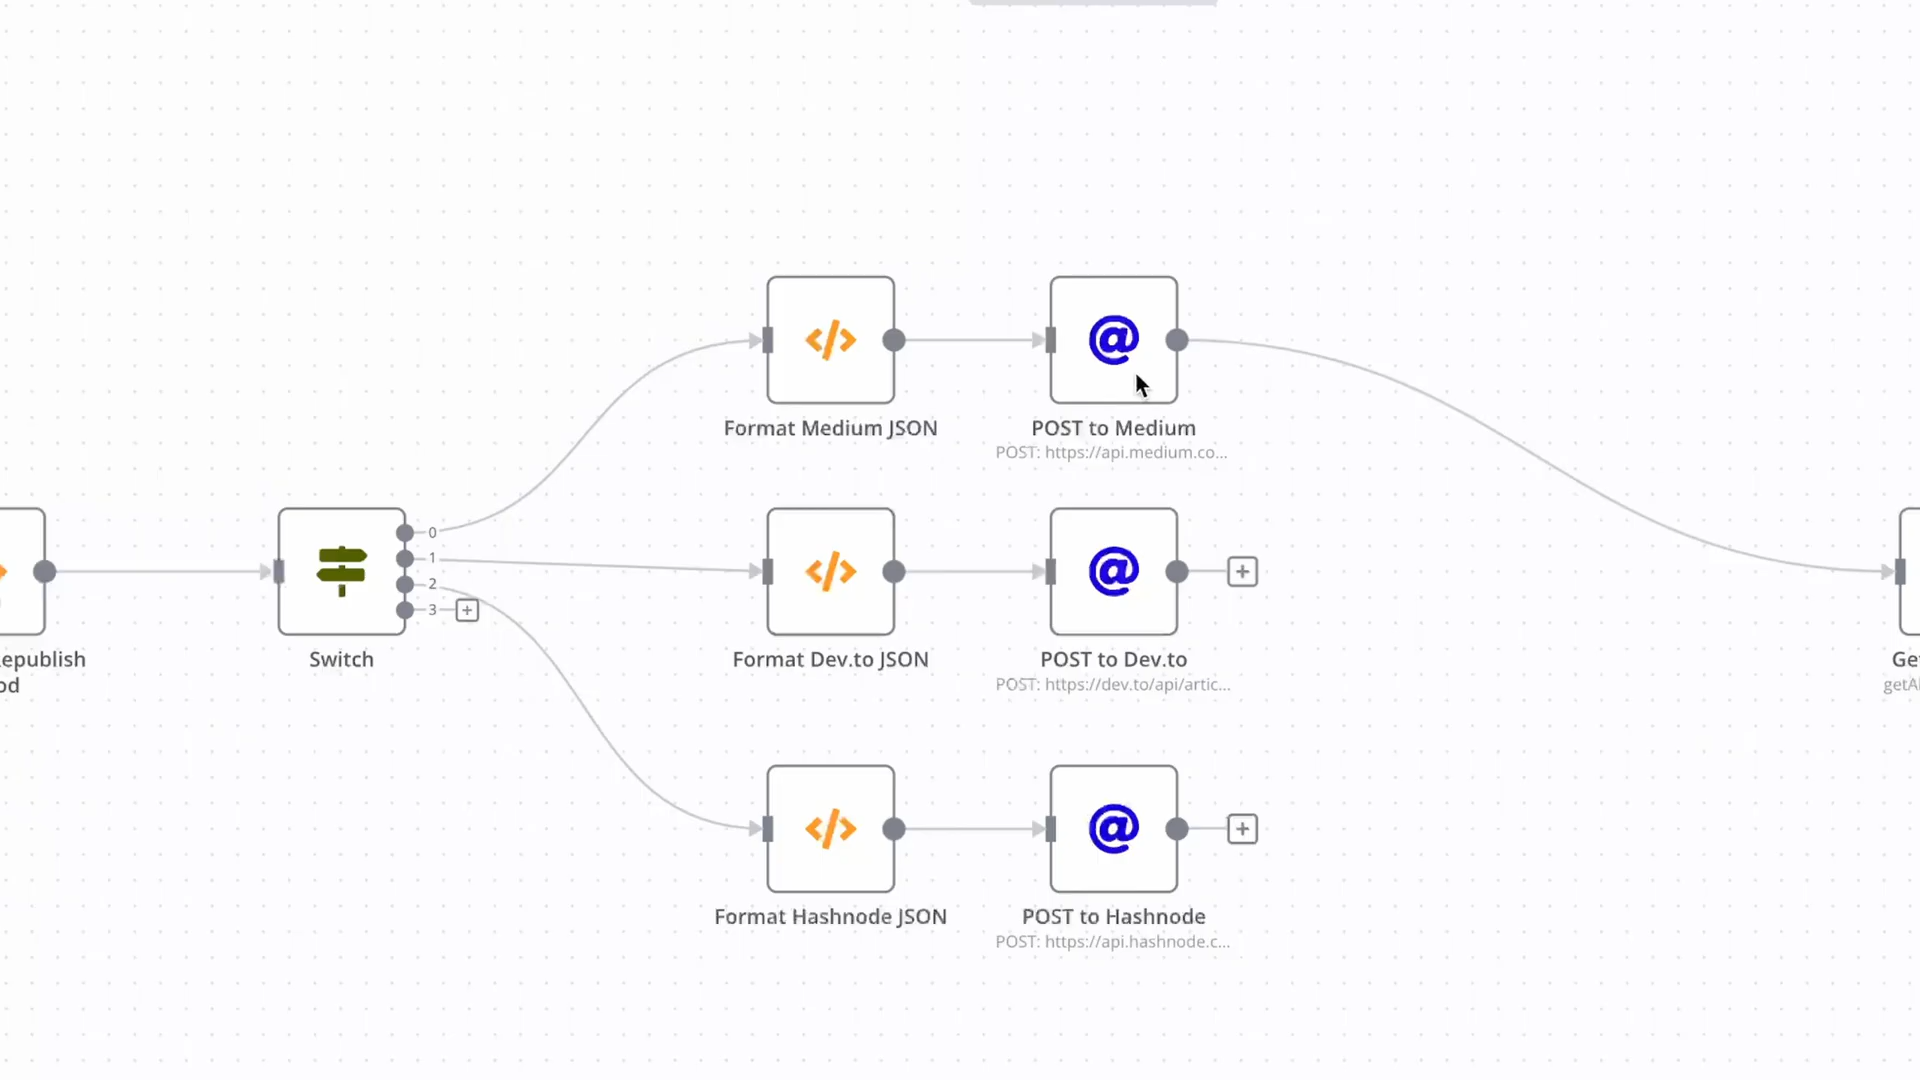 Format Medium JSON
POST to Medium
POST: https://api.medium.co...
0
1
2
3
Switch
Format Dev.to JSON
POST to Dev.to
POST: https://dev.to/api/artic...
epublish
od
Ge
getA
Format Hashnode JSON
POST to Hashnode
POST: https://api.hashnode.c...